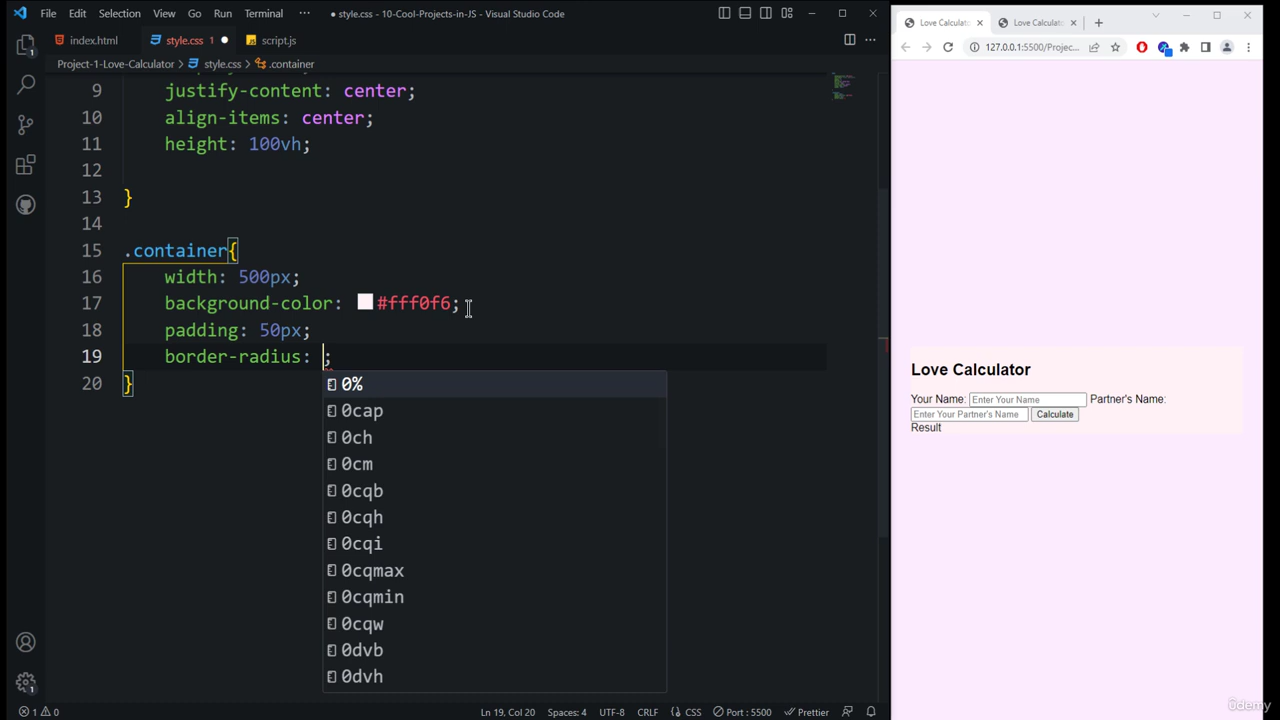 File Edit Selection View Go Run Terminal ··· ● style.css - 10-Cool-Projects-in-JS - Visual Studio Code
index.html style.css 1 ● JS script.js
Project-1-Love-Calculator > style.css > .container
9 justify-content: center;
10 align-items: center;
11 height: 100vh;
12
13 }
14
15 .container{
16 width: 500px;
17 background-color: #fff0f6;
18 padding: 50px;
19 border-radius: ;
20 }
0%
0cap
0ch
0cm
0cqb
0cqh
0cqi
0cqmax
0cqmin
0cqw
0dvb
0dvh
1 0 Ln 19, Col 20 Spaces: 4 UTF-8 CRLF {} CSS Port : 5500 Prettier
Love Calculator Love Calculator
127.0.0.1:5500/Projec...
Love Calculator
Your Name: Enter Your Name Partner's Name:
Enter Your Partner's Name Calculate
Result
ûdemy